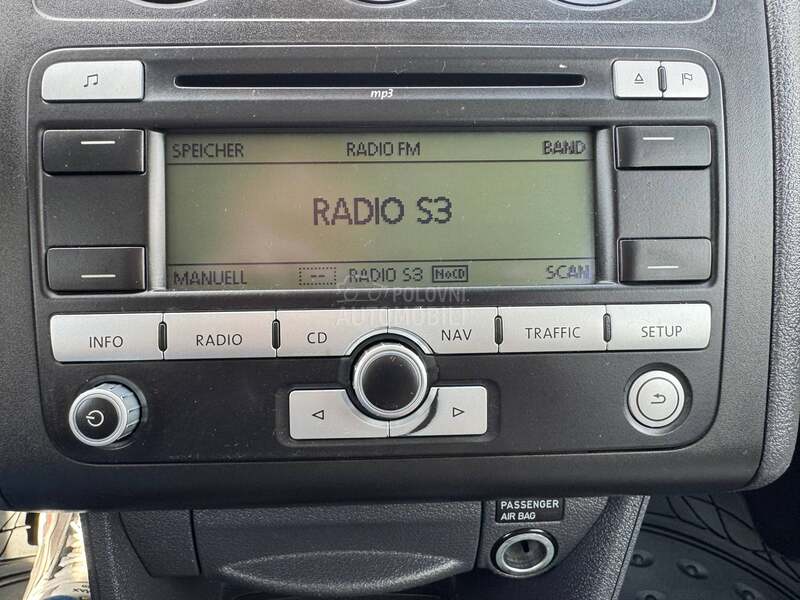 mp3
SPEICHER RADIO FM BAND
RADIO S3
MANUELL -- RADIO S3 NoCD SCAN
POLOVNI
AUTOMOBILI
INFO RADIO CD NAV TRAFFIC SETUP
PASSENGER
AIR BAG